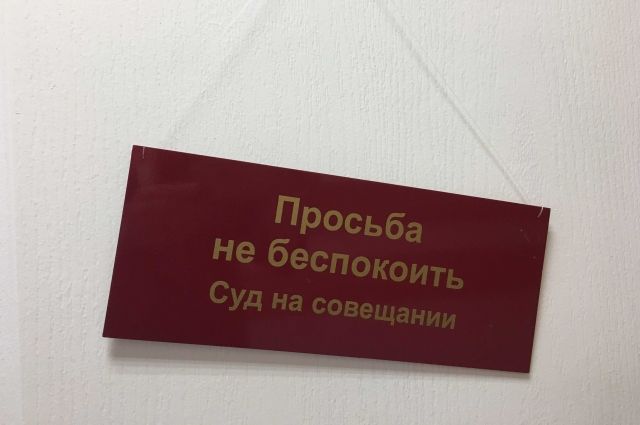 Просьба
не беспокоить
Суд на совещании